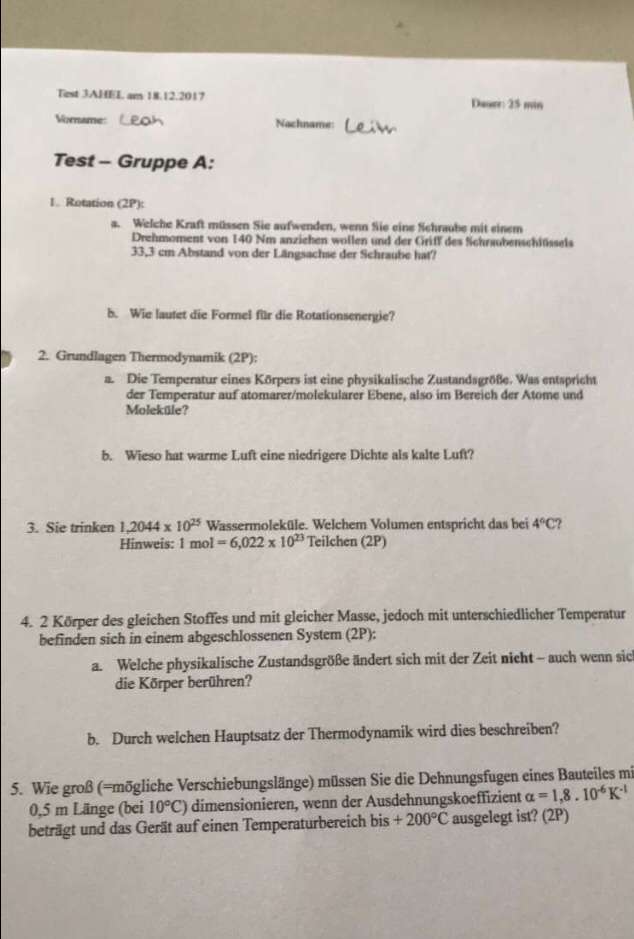 Test 3AHEL am 18.12.2017
Dauer: 25 min
Vorname: Leon
Nachname: Leim
Test – Gruppe A:
1. Rotation (2P):
a. Welche Kraft müssen Sie aufwenden, wenn Sie eine Schraube mit einem
Drehmoment von 140 Nm anziehen wollen und der Griff des Schraubenschlüssels
33,3 cm Abstand von der Längsachse der Schraube hat?
b. Wie lautet die Formel für die Rotationsenergie?
2. Grundlagen Thermodynamik (2P):
a. Die Temperatur eines Körpers ist eine physikalische Zustandsgröße. Was entspricht
der Temperatur auf atomarer/molekularer Ebene, also im Bereich der Atome und
Moleküle?
b. Wieso hat warme Luft eine niedrigere Dichte als kalte Luft?
3. Sie trinken 1,2044 x 10²⁵ Wassermoleküle. Welchem Volumen entspricht das bei 4°C?
Hinweis: 1 mol = 6,022 x 10²³ Teilchen (2P)
4. 2 Körper des gleichen Stoffes und mit gleicher Masse, jedoch mit unterschiedlicher Temperatur
befinden sich in einem abgeschlossenen System (2P):
a. Welche physikalische Zustandsgröße ändert sich mit der Zeit nicht – auch wenn sic
die Körper berühren?
b. Durch welchen Hauptsatz der Thermodynamik wird dies beschreiben?
5. Wie groß (=mögliche Verschiebungslänge) müssen Sie die Dehnungsfugen eines Bauteiles mi
0,5 m Länge (bei 10°C) dimensionieren, wenn der Ausdehnungskoeffizient α = 1,8 . 10⁻⁶ K⁻¹
beträgt und das Gerät auf einen Temperaturbereich bis + 200°C ausgelegt ist? (2P)